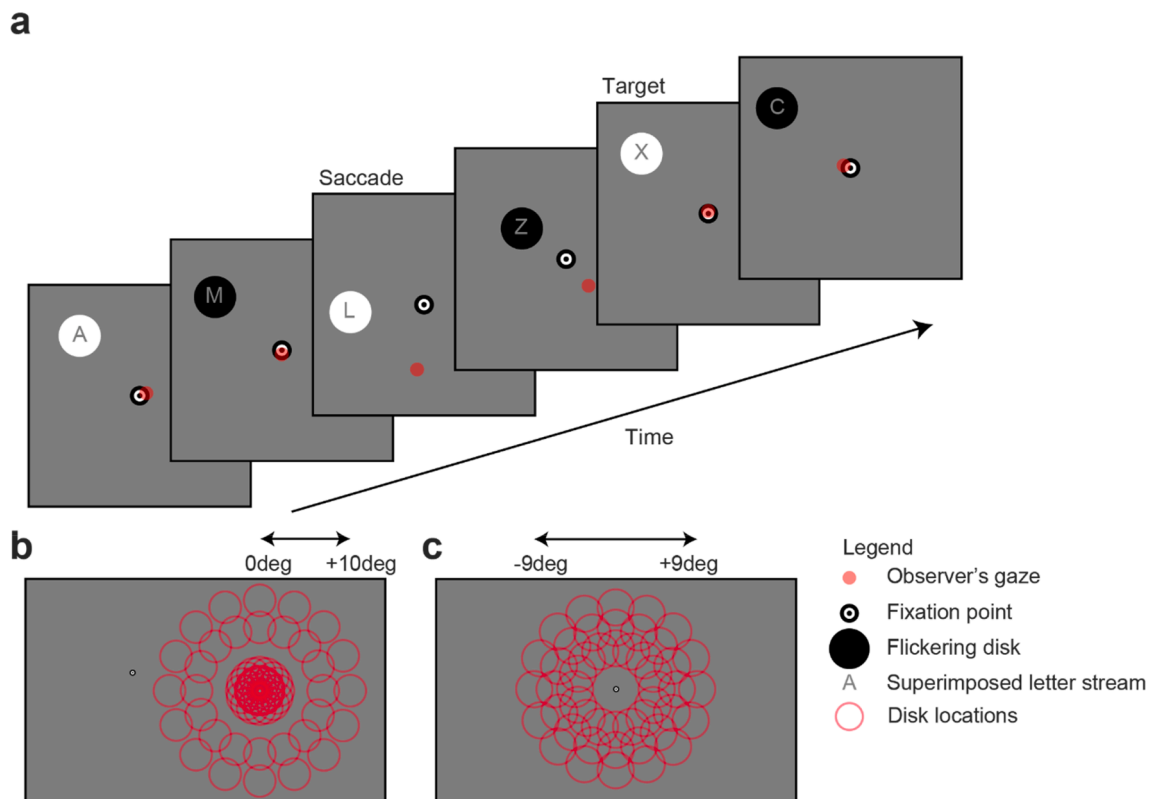 a
Target
C
X
Saccade
Z
M
L
A
Time
b
0deg +10deg
c
-9deg +9deg
Legend
Observer's gaze
Fixation point
Flickering disk
A Superimposed letter stream
Disk locations